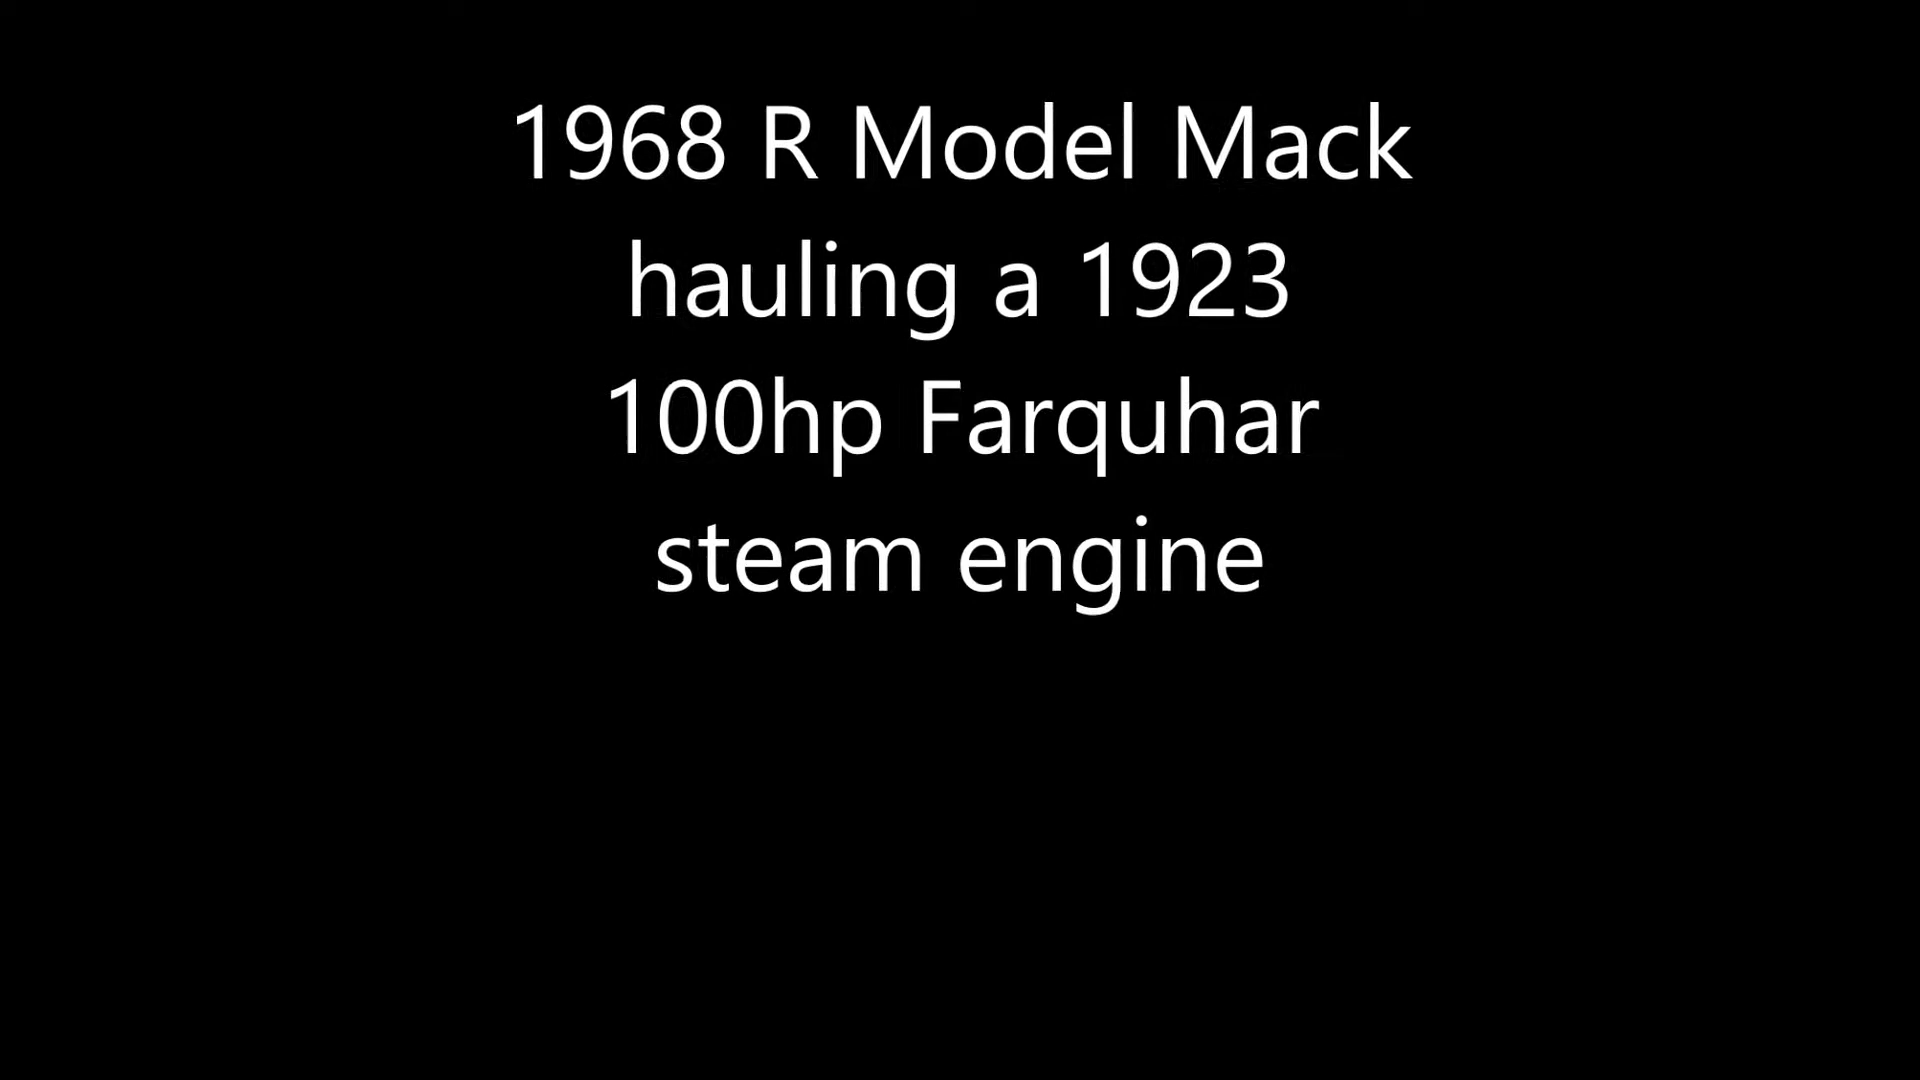 1968 R Model Mack
hauling a 1923
100hp Farquhar
steam engine